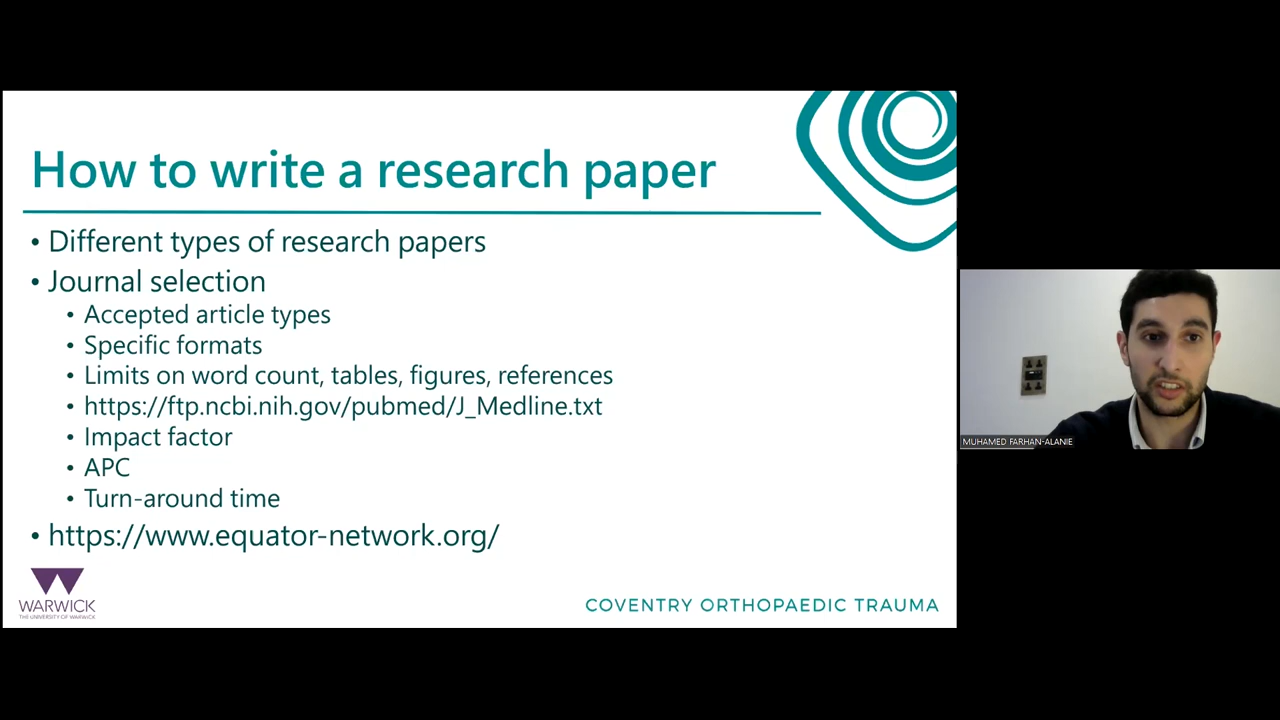 How to write a research paper
• Different types of research papers
• Journal selection
• Accepted article types
• Specific formats
• Limits on word count, tables, figures, references
• https://ftp.ncbi.nih.gov/pubmed/J_Medline.txt
• Impact factor
• APC
• Turn-around time
• https://www.equator-network.org/
WARWICK
THE UNIVERSITY OF WARWICK
COVENTRY ORTHOPAEDIC TRAUMA
MUHAMED FARHAN-ALANIE